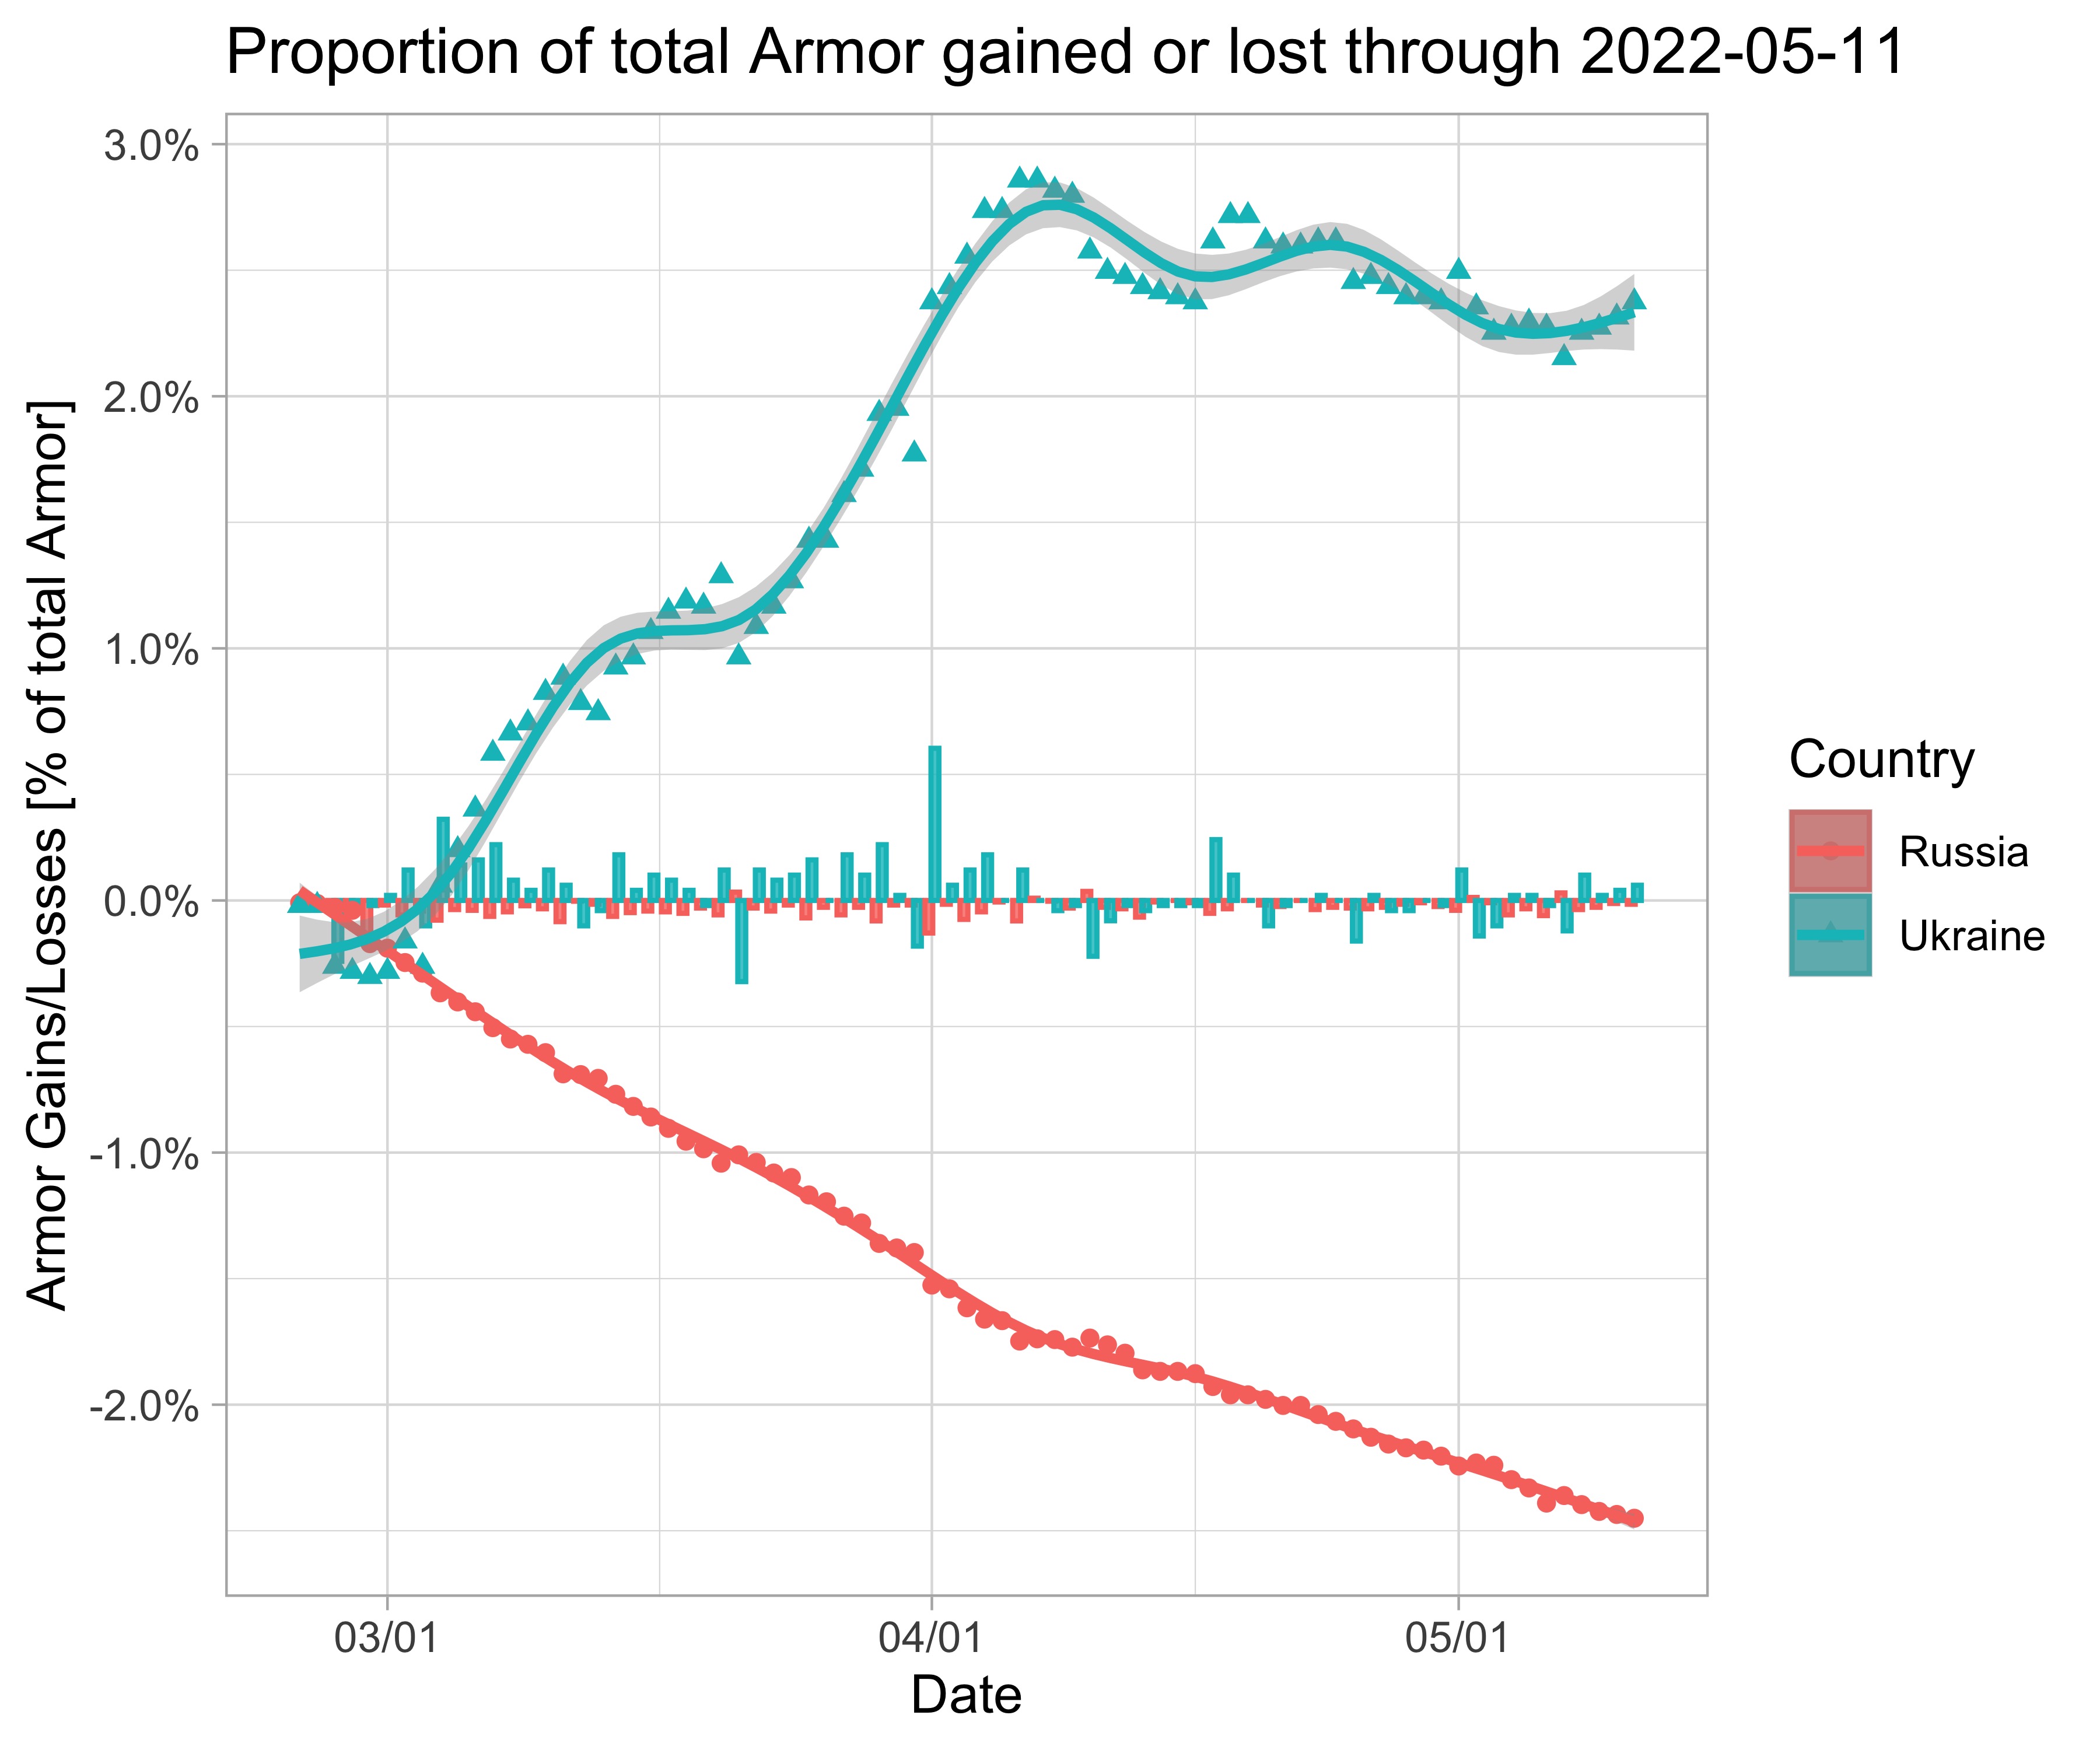 Proportion of total Armor gained or lost through 2022-05-11
Armor Gains/Losses [% of total Armor]
3.0%
2.0%
1.0%
0.0%
-1.0%
-2.0%
03/01
04/01
05/01
Date
Country
Russia
Ukraine